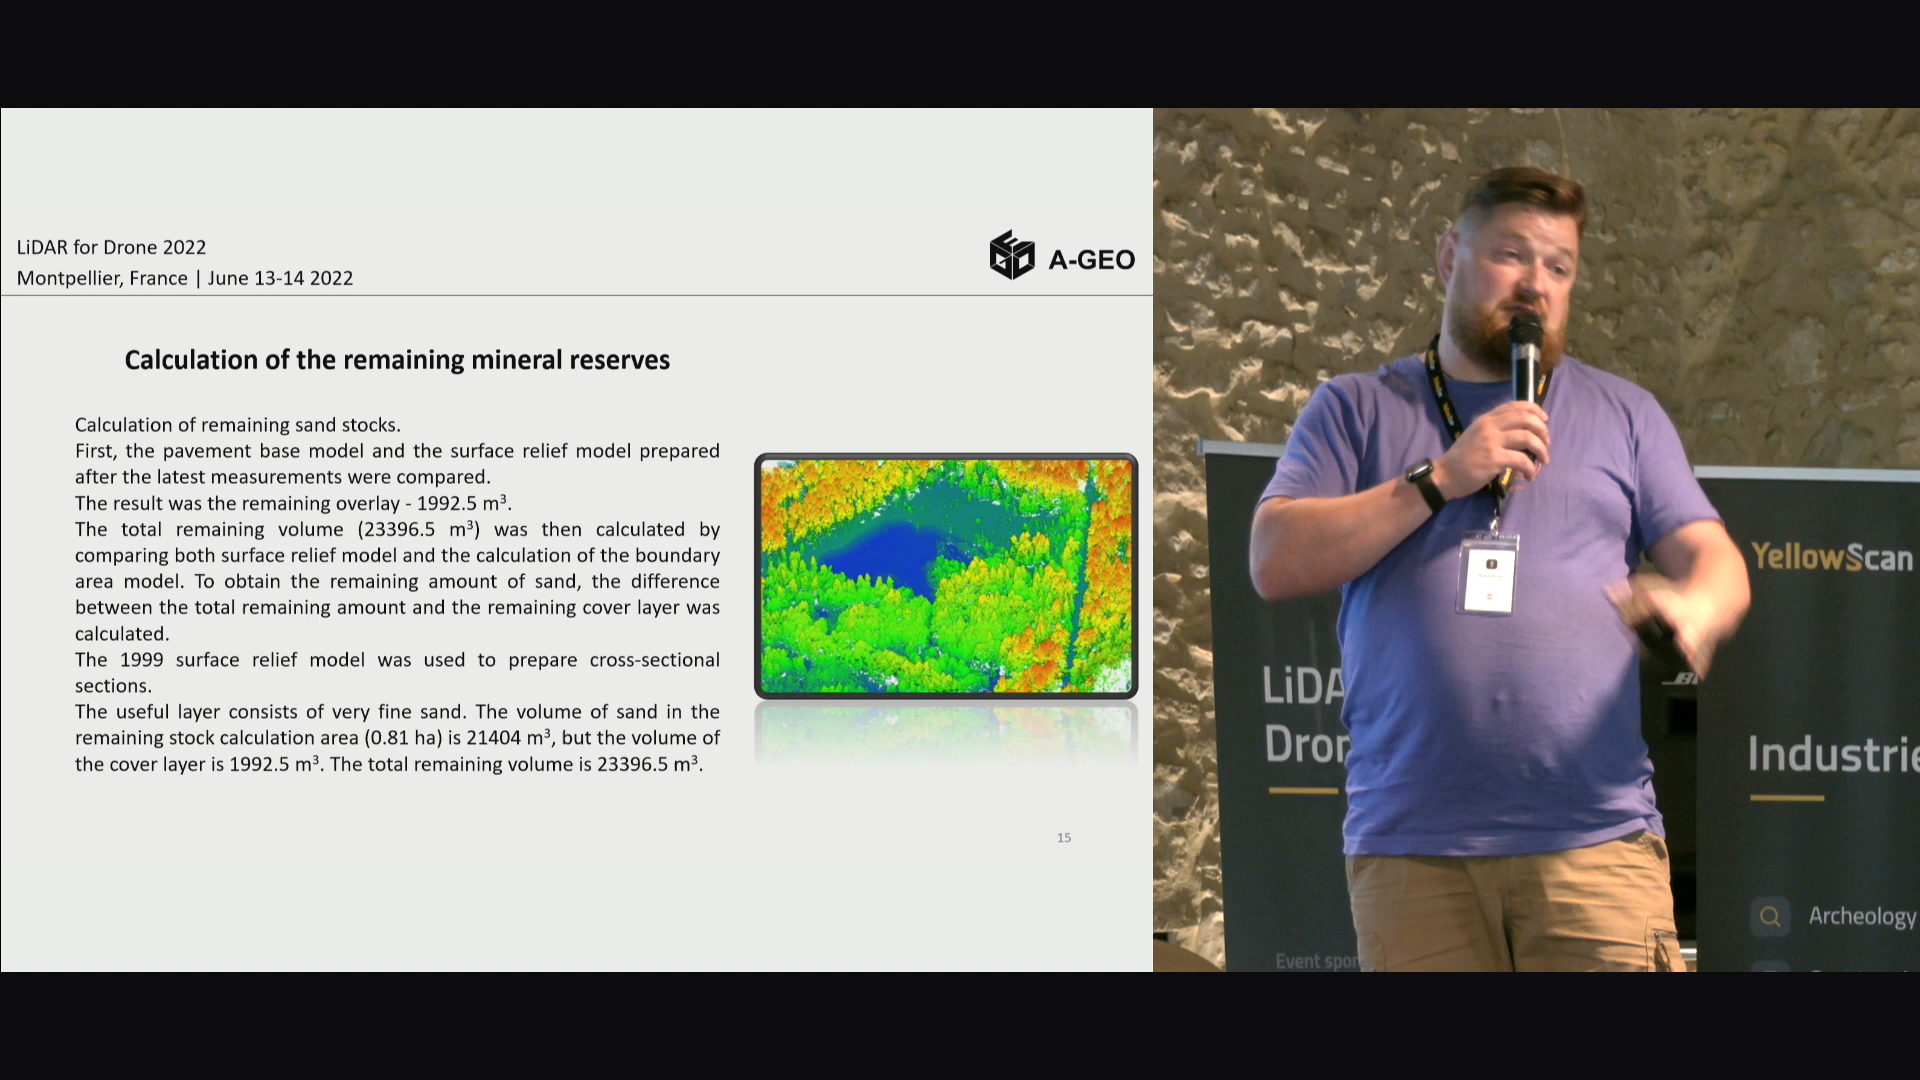 LiDAR for Drone 2022
Montpellier, France | June 13-14 2022
A-GEO
Calculation of the remaining mineral reserves
Calculation of remaining sand stocks.
First, the pavement base model and the surface relief model prepared
after the latest measurements were compared.
The result was the remaining overlay - 1992.5 m³.
The total remaining volume (23396.5 m³) was then calculated by
comparing both surface relief model and the calculation of the boundary
area model. To obtain the remaining amount of sand, the difference
between the total remaining amount and the remaining cover layer was
calculated.
The 1999 surface relief model was used to prepare cross-sectional
sections.
The useful layer consists of very fine sand. The volume of sand in the
remaining stock calculation area (0.81 ha) is 21404 m³, but the volume of
the cover layer is 1992.5 m³. The total remaining volume is 23396.5 m³.
15
YellowScan
LiDA
Dron
Industrie
Archeology
Event spon